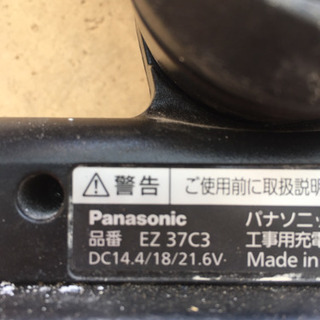 ⚠警告 ご使用前に取扱説明
Panasonic パナソニッ
品番 EZ 37C3 工事用充電
DC14.4/18/21.6V Made in